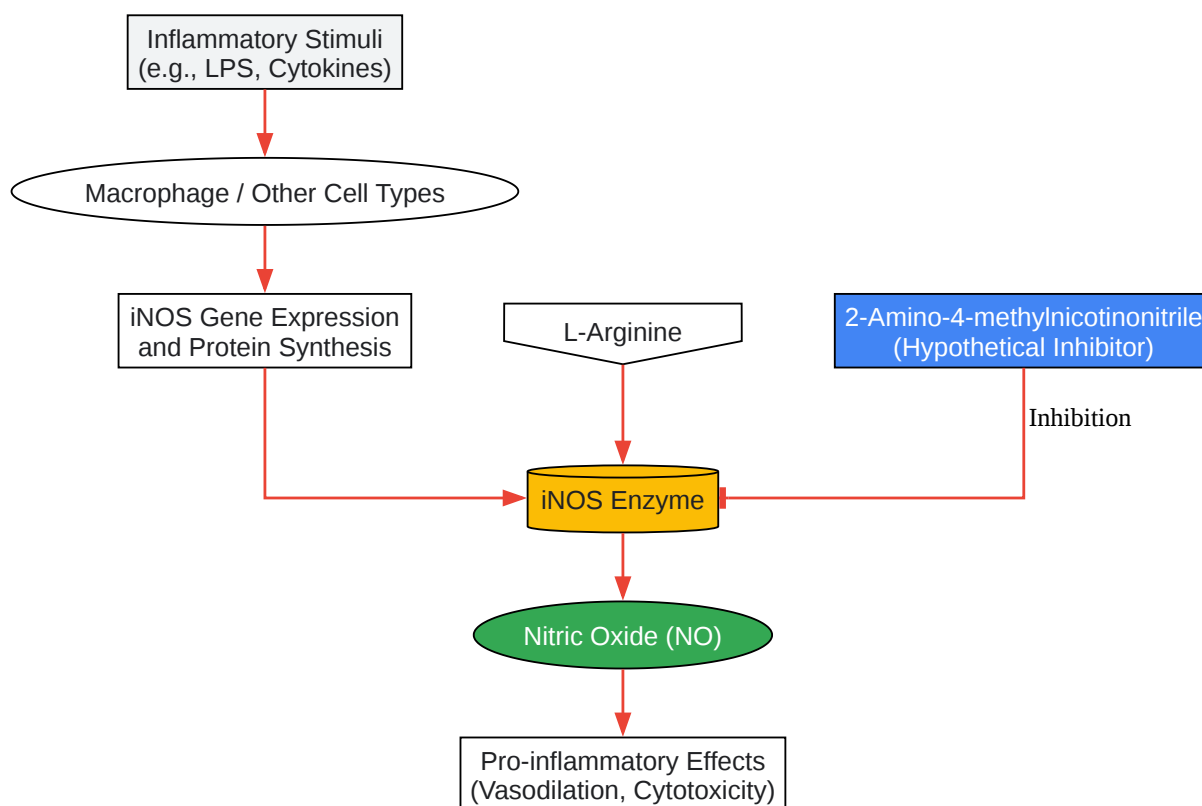 Inflammatory Stimuli
(e.g., LPS, Cytokines)
Macrophage / Other Cell Types
iNOS Gene Expression
and Protein Synthesis
L-Arginine
2-Amino-4-methylnicotinonitrile
(Hypothetical Inhibitor)
Inhibition
iNOS Enzyme
Nitric Oxide (NO)
Pro-inflammatory Effects
(Vasodilation, Cytotoxicity)